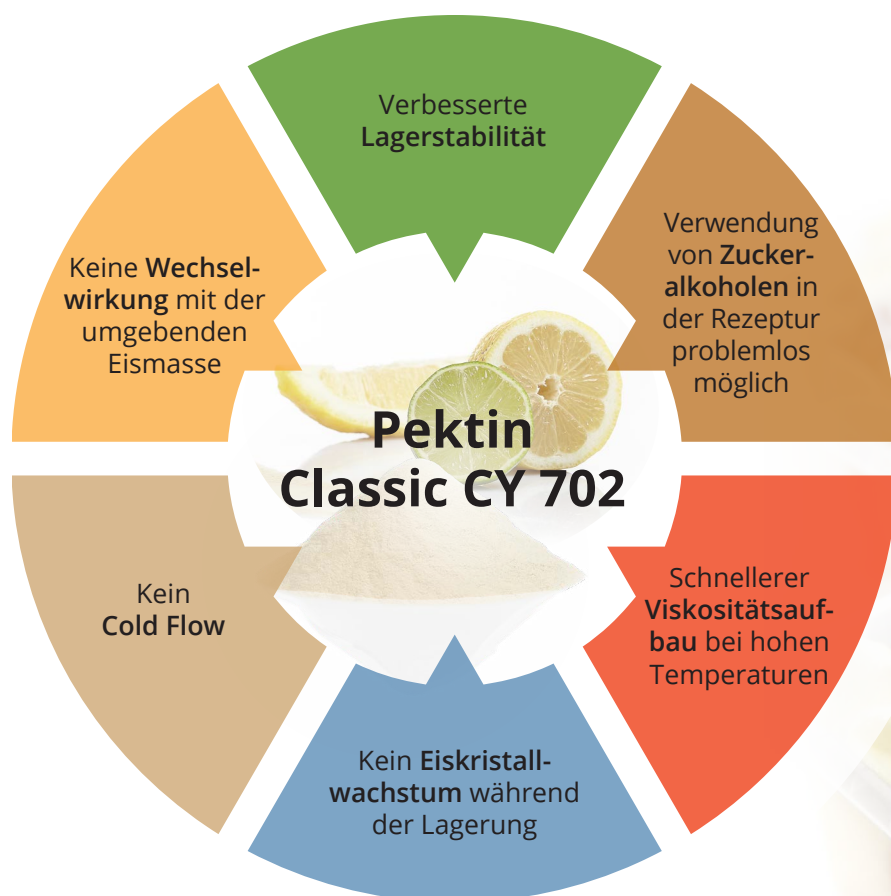 Verbesserte
Lagerstabilität
Verwendung
von Zucker-
alkoholen in
der Rezeptur
problemlos
möglich
Schnellerer
Viskositätsauf-
bau bei hohen
Temperaturen
Kein Eiskristall-
wachstum während
der Lagerung
Kein
Cold Flow
Keine Wechsel-
wirkung mit der
umgebenden
Eismasse
Pektin
Classic CY 702